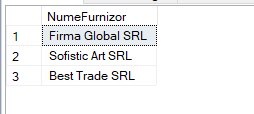 NumeFurnizor
1 Firma Global SRL
2 Sofistic Art SRL
3 Best Trade SRL